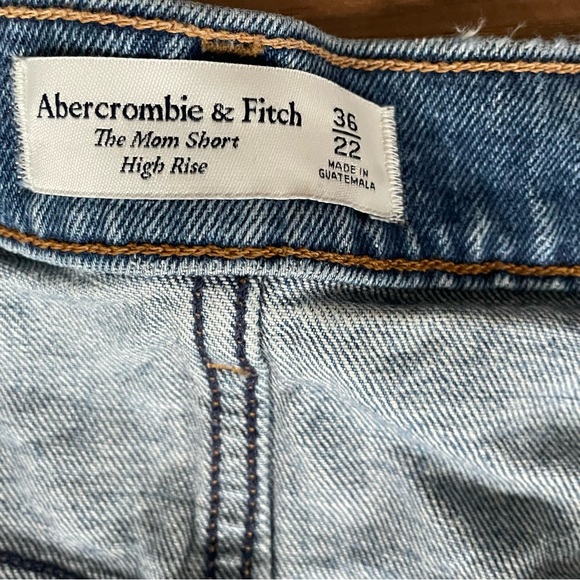 Abercrombie & Fitch
The Mom Short
High Rise
36
22
MADE IN
GUATEMALA